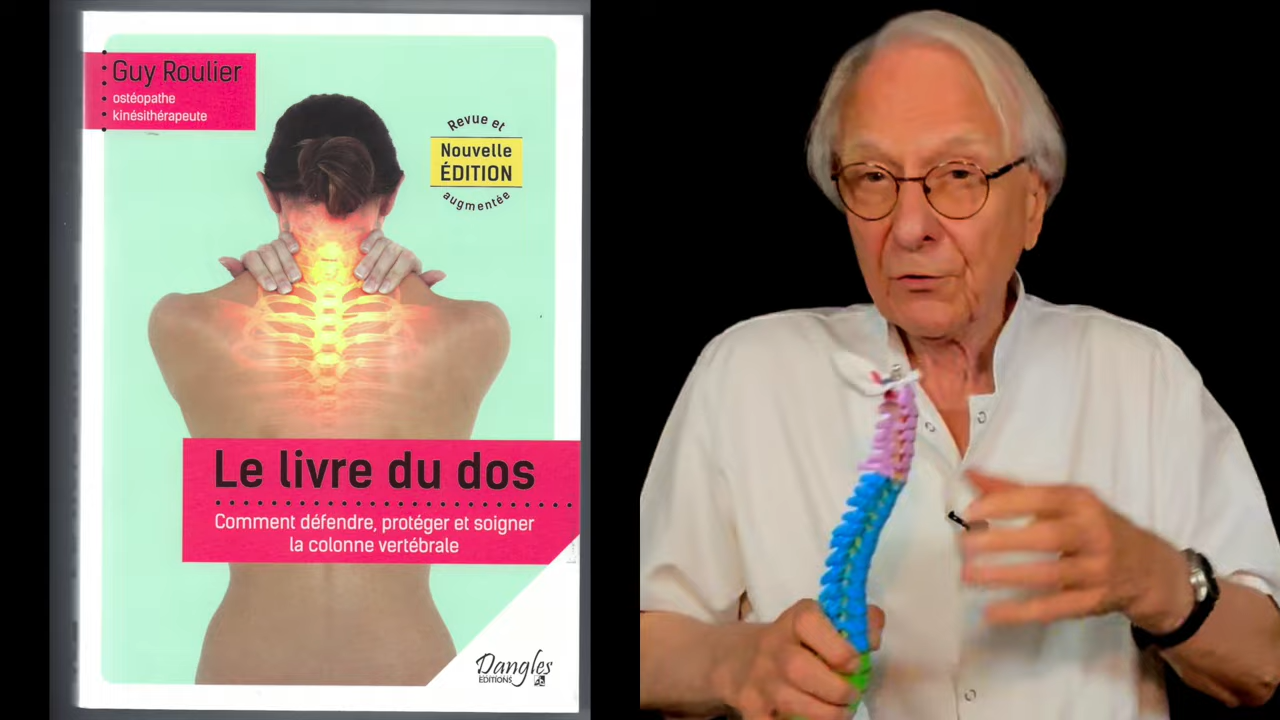 Guy Roulier
ostéopathe
kinésithérapeute
Revue et
Nouvelle
ÉDITION
augmentée
Le livre du dos
Comment défendre, protéger et soigner
la colonne vertébrale
Dangles
EDITIONS